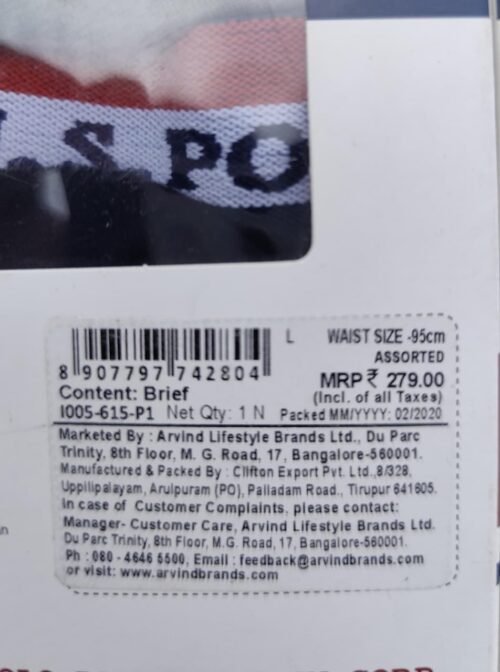 S PO
L WAIST SIZE -95cm
ASSORTED
8 907797 742804
MRP ₹ 279.00
Content: Brief (Incl. of all Taxes)
I005-615-P1 Net Qty: 1 N Packed MM/YYYY: 02/2020
Marketed By : Arvind Lifestyle Brands Ltd., Du Parc
Trinity, 8th Floor, M. G. Road, 17, Bangalore-560001.
Manufactured & Packed By : Clifton Export Pvt. Ltd.,8/328,
Uppilipalayam, Arulpuram (PO), Palladam Road., Tirupur 641605.
In case of Customer Complaints, please contact:
Manager- Customer Care, Arvind Lifestyle Brands Ltd.
Du Parc Trinity, 8th Floor, M.G. Road, 17, Bangalore-560001.
Ph : 080 - 4646 5500, Email : feedback@arvindbrands.com
or visit: www.arvindbrands.com